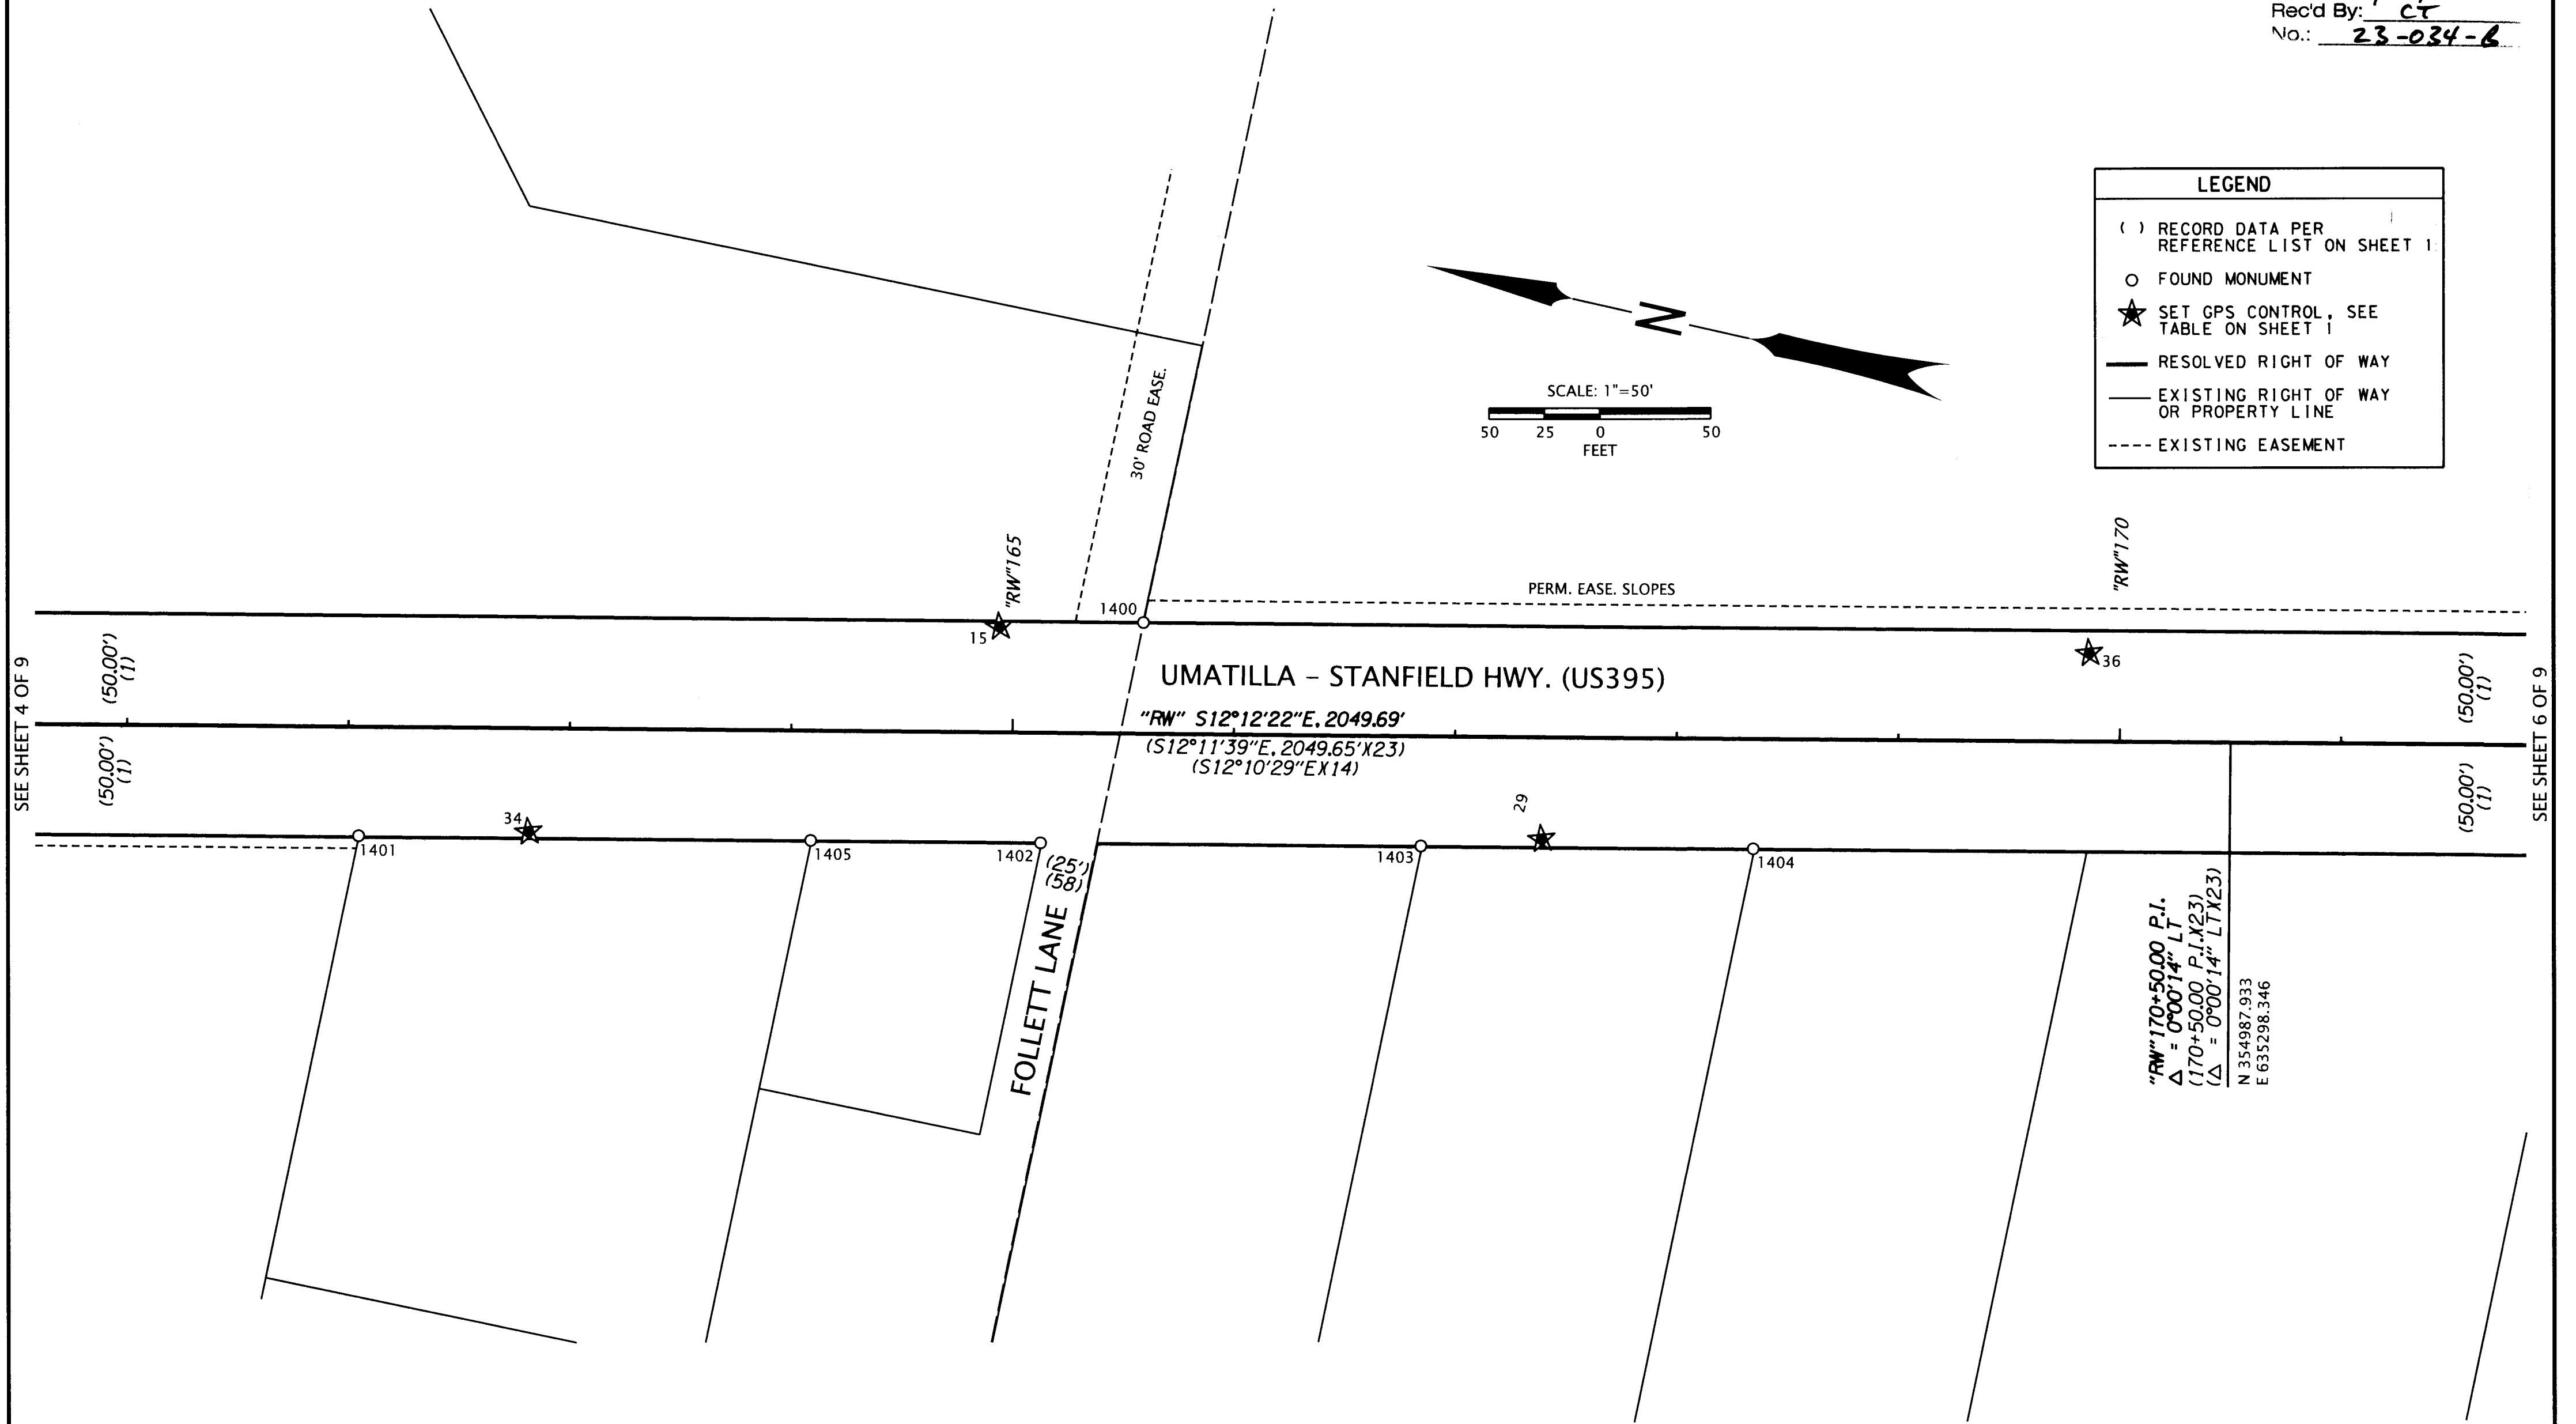 Rec'd By: CT
No.: 23-034-B
LEGEND
( ) RECORD DATA PER
REFERENCE LIST ON SHEET 1
FOUND MONUMENT
SET GPS CONTROL, SEE
TABLE ON SHEET 1
RESOLVED RIGHT OF WAY
EXISTING RIGHT OF WAY
OR PROPERTY LINE
EXISTING EASEMENT
N
SCALE: 1"=50'
50 25 0 50
FEET
30' ROAD EASE.
"RW"165
"RW"170
PERM. EASE. SLOPES
1400
15
36
UMATILLA - STANFIELD HWY. (US395)
SEE SHEET 4 OF 9
(50.00')
(1)
(50.00')
(1)
"RW" S12°12'22"E, 2049.69'
(S12°11'39"E, 2049.65')(23)
(S12°10'29"E)(14)
(50.00')
(1)
(50.00')
(1)
SEE SHEET 6 OF 9
34
29
1401
1405
1402
1403
1404
(25')
(58)
FOLLETT LANE
"RW"170+50.00 P.I.
Δ = 0°00'14" LT
(170+50.00 P.I.)(23)
(Δ = 0°00'14" LT)(23)
N 354987.933
E 635298.346